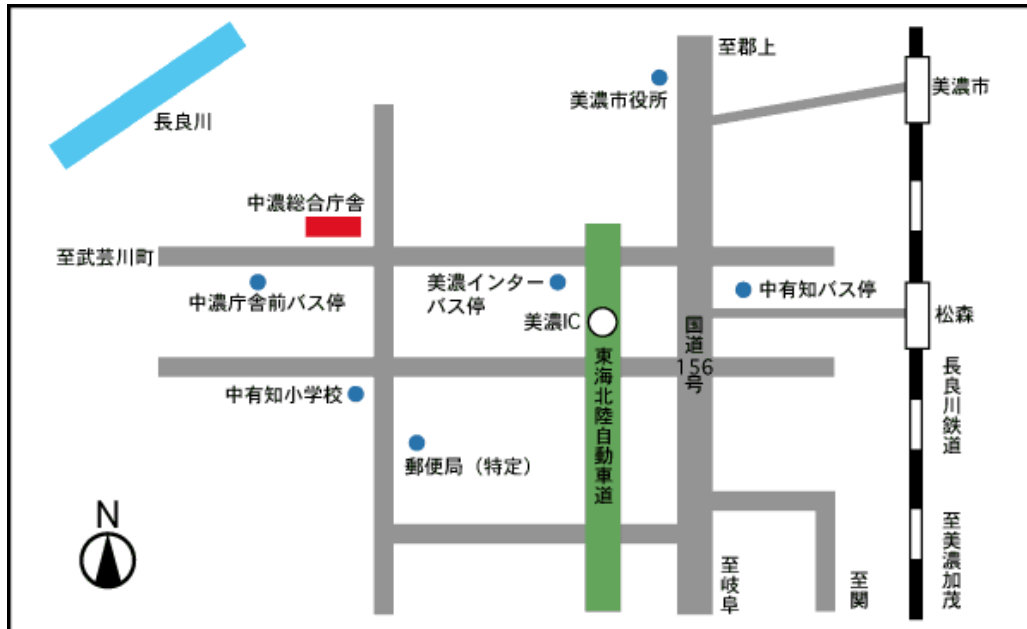 至郡上
美濃市役所
美濃市
長良川
中濃総合庁舎
至武芸川町
中濃庁舎前バス停
美濃インター
バス停
中有知バス停
美濃IC
松森
国道
156
号
東海北陸自動車道
長良川鉄道
中有知小学校
郵便局（特定）
N
至美濃加茂
至岐阜
至関